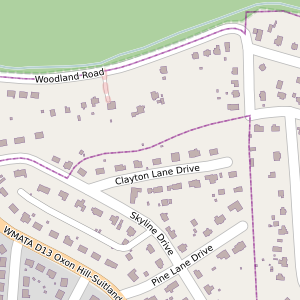 Woodland Road
Clayton Lane Drive
Skyline Drive
WMATA D13 Oxon Hill-Suitland
Pine Lane Drive